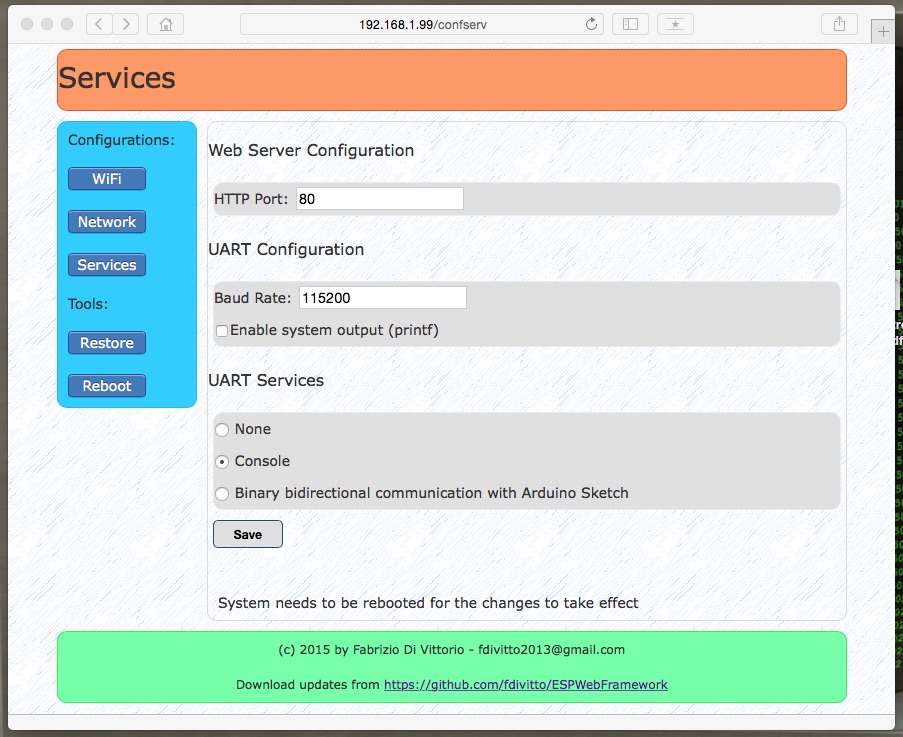 192.168.1.99/confserv
Services
Configurations:
WiFi
Network
Services
Tools:
Restore
Reboot
Web Server Configuration
HTTP Port: 80
UART Configuration
Baud Rate: 115200
Enable system output (printf)
UART Services
None
Console
Binary bidirectional communication with Arduino Sketch
Save
System needs to be rebooted for the changes to take effect
(c) 2015 by Fabrizio Di Vittorio - fdivitto2013@gmail.com
Download updates from https://github.com/fdivitto/ESPWebFramework